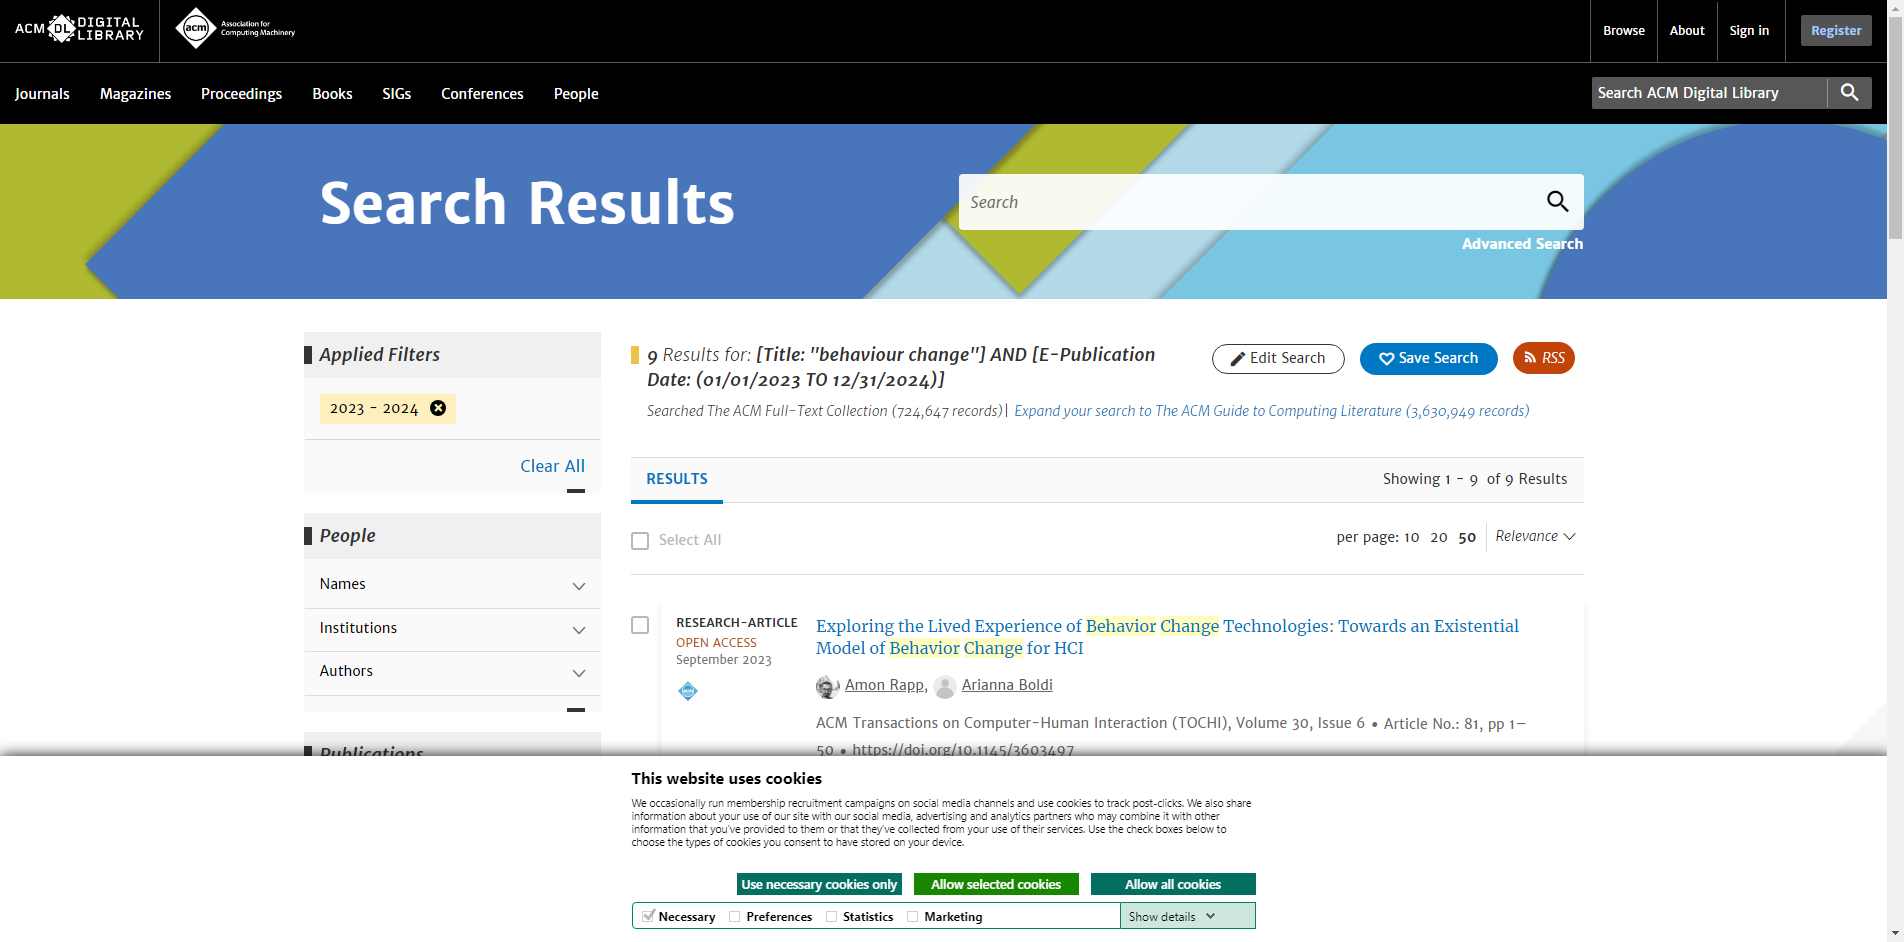 ACM DL DIGITAL LIBRARY
acm Association for Computing Machinery
Browse
About
Sign in
Register
Journals
Magazines
Proceedings
Books
SIGs
Conferences
People
Search ACM Digital Library
Search Results
Search
Advanced Search
Applied Filters
2023 - 2024
Clear All
People
Names
Institutions
Authors
Publications
9 Results for: [Title: "behaviour change"] AND [E-Publication
Date: (01/01/2023 TO 12/31/2024)]
Edit Search
Save Search
RSS
Searched The ACM Full-Text Collection (724,647 records)| Expand your search to The ACM Guide to Computing Literature (3,630,949 records)
RESULTS
Showing 1 - 9 of 9 Results
Select All
per page: 10 20 50
Relevance
RESEARCH-ARTICLE
OPEN ACCESS
September 2023
Exploring the Lived Experience of Behavior Change Technologies: Towards an Existential
Model of Behavior Change for HCI
Amon Rapp, Arianna Boldi
ACM Transactions on Computer-Human Interaction (TOCHI), Volume 30, Issue 6 • Article No.: 81, pp 1–
50 • https://doi.org/10.1145/3603497
This website uses cookies
We occasionally run membership recruitment campaigns on social media channels and use cookies to track post-clicks. We also share
information about your use of our site with our social media, advertising and analytics partners who may combine it with other
information that you've provided to them or that they've collected from your use of their services. Use the check boxes below to
choose the types of cookies you consent to have stored on your device.
Use necessary cookies only
Allow selected cookies
Allow all cookies
Necessary
Preferences
Statistics
Marketing
Show details